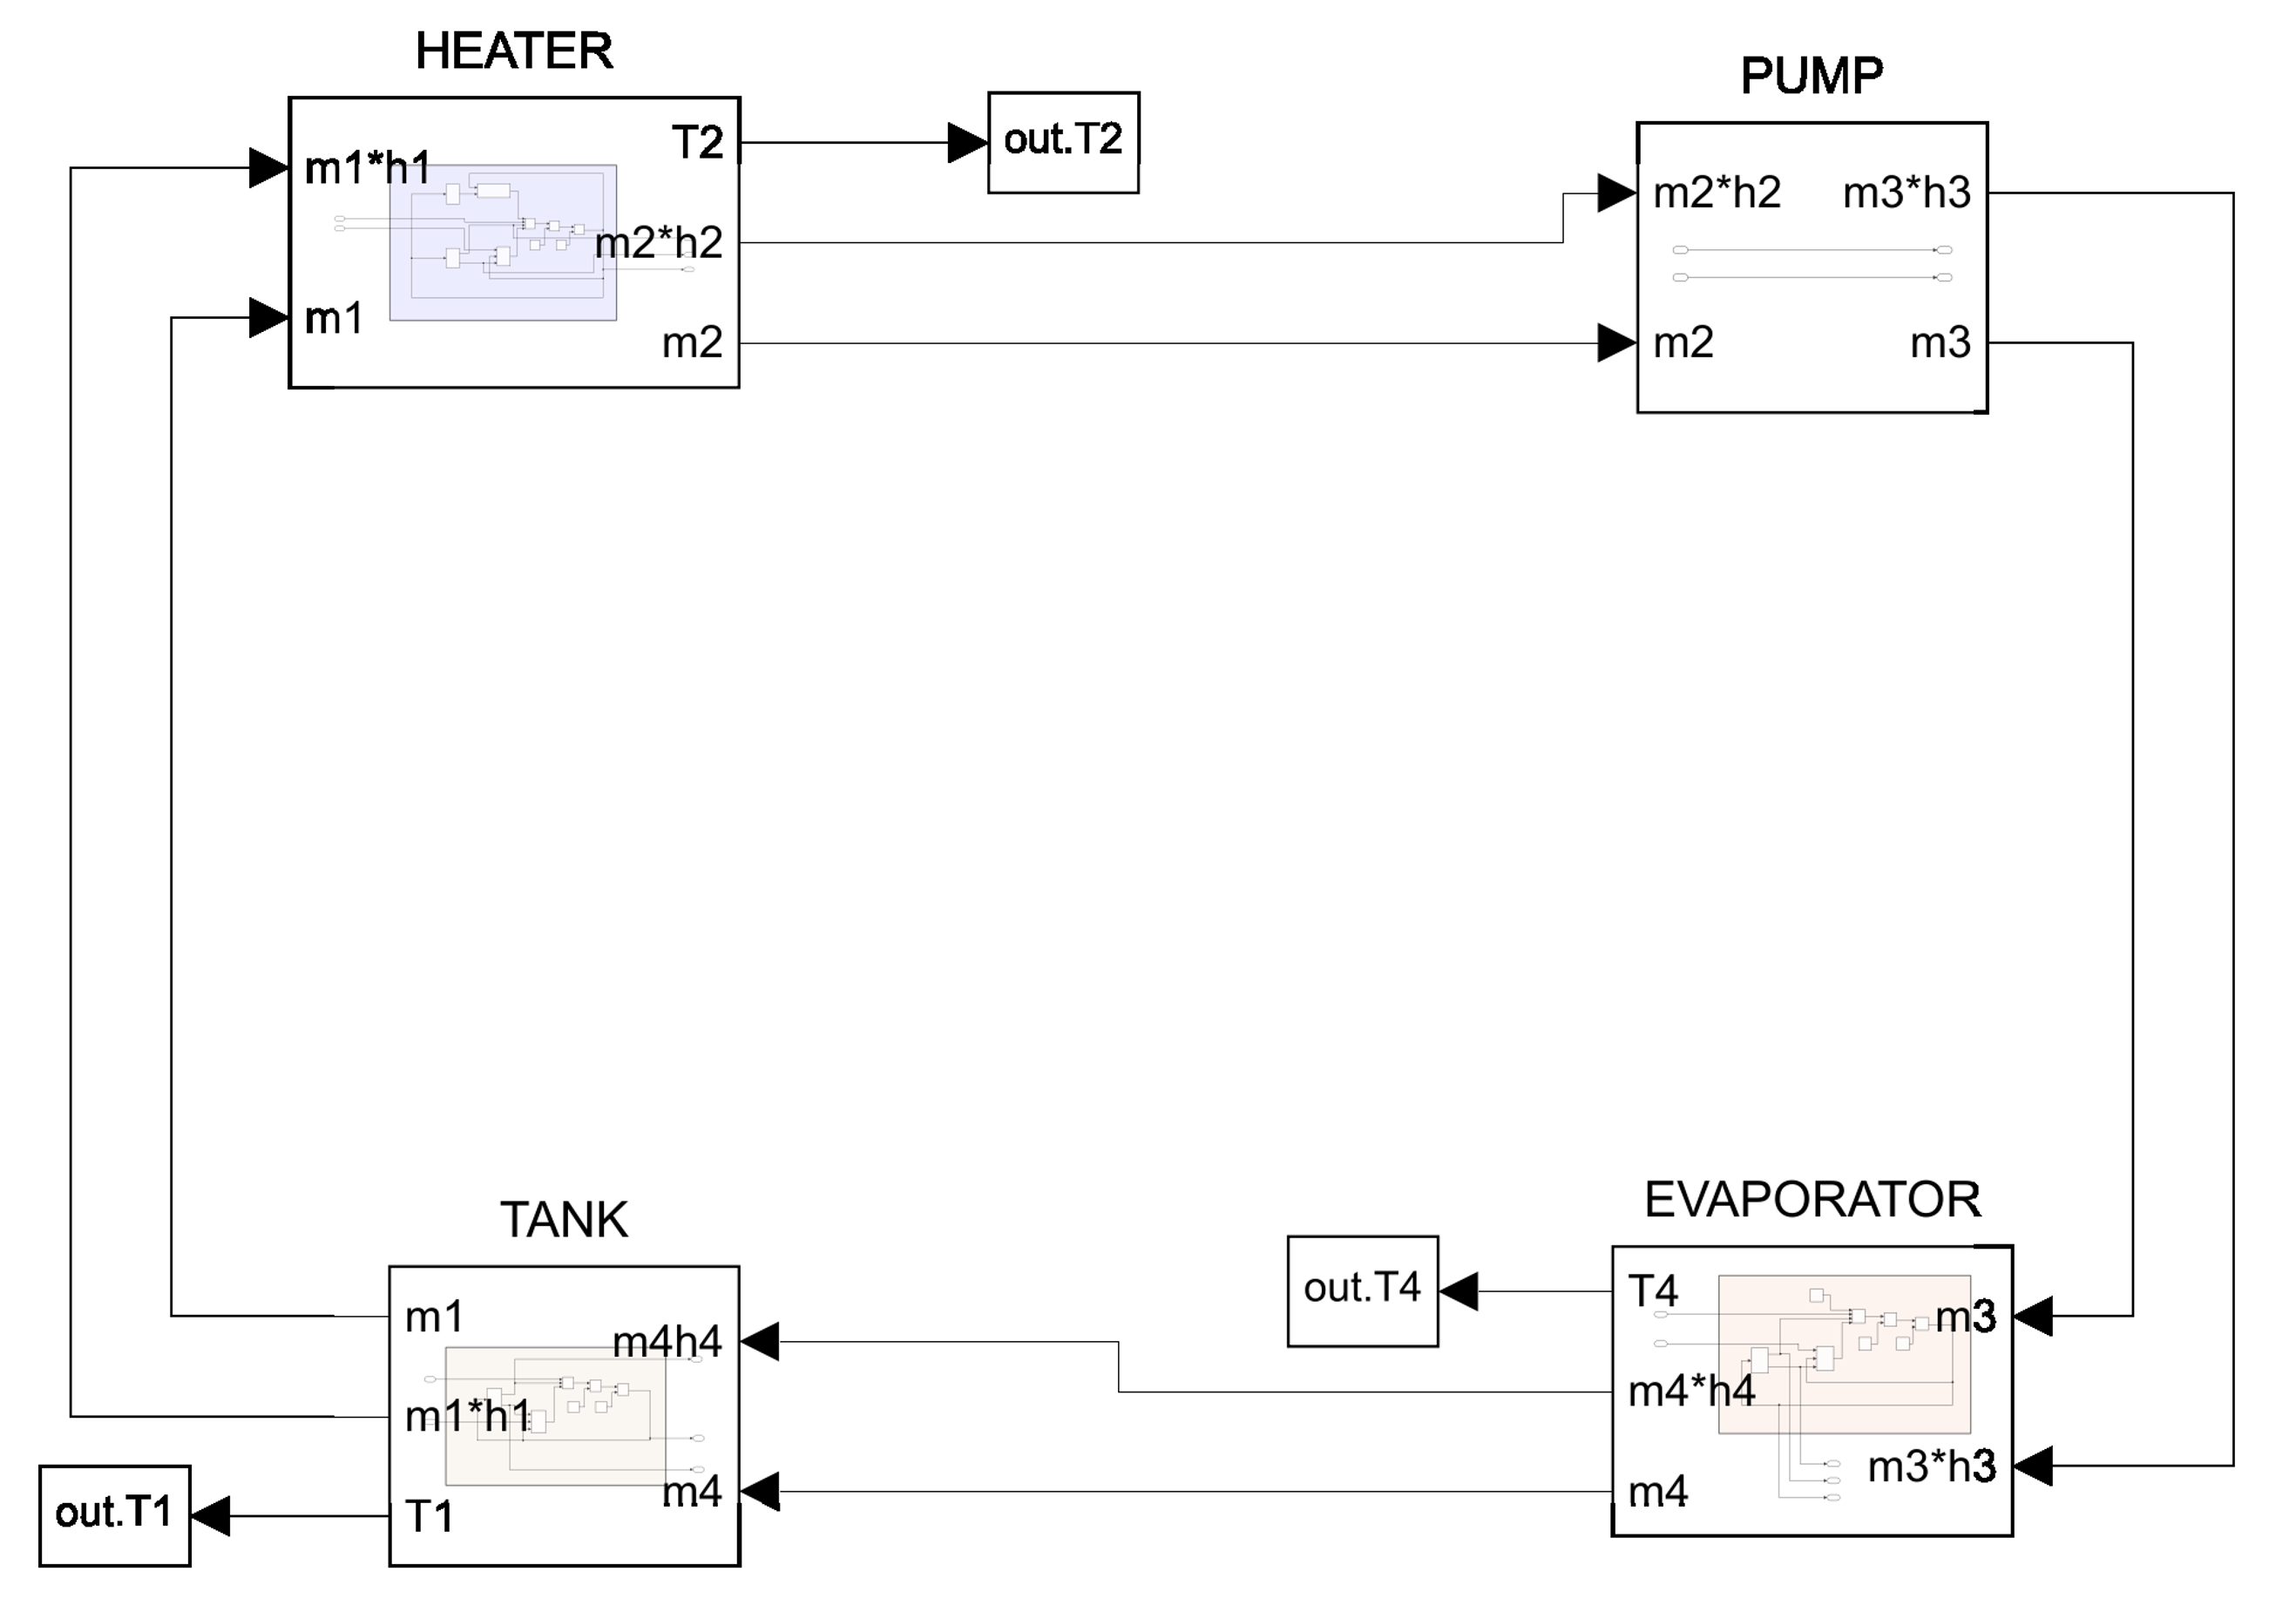 HEATER
m1*h1
m1
T2
m2*h2
m2
out.T2
PUMP
m2*h2
m2
m3*h3
m3
TANK
m1
m1*h1
T1
m4h4
m4
out.T1
out.T4
EVAPORATOR
T4
m4*h4
m4
m3
m3*h3